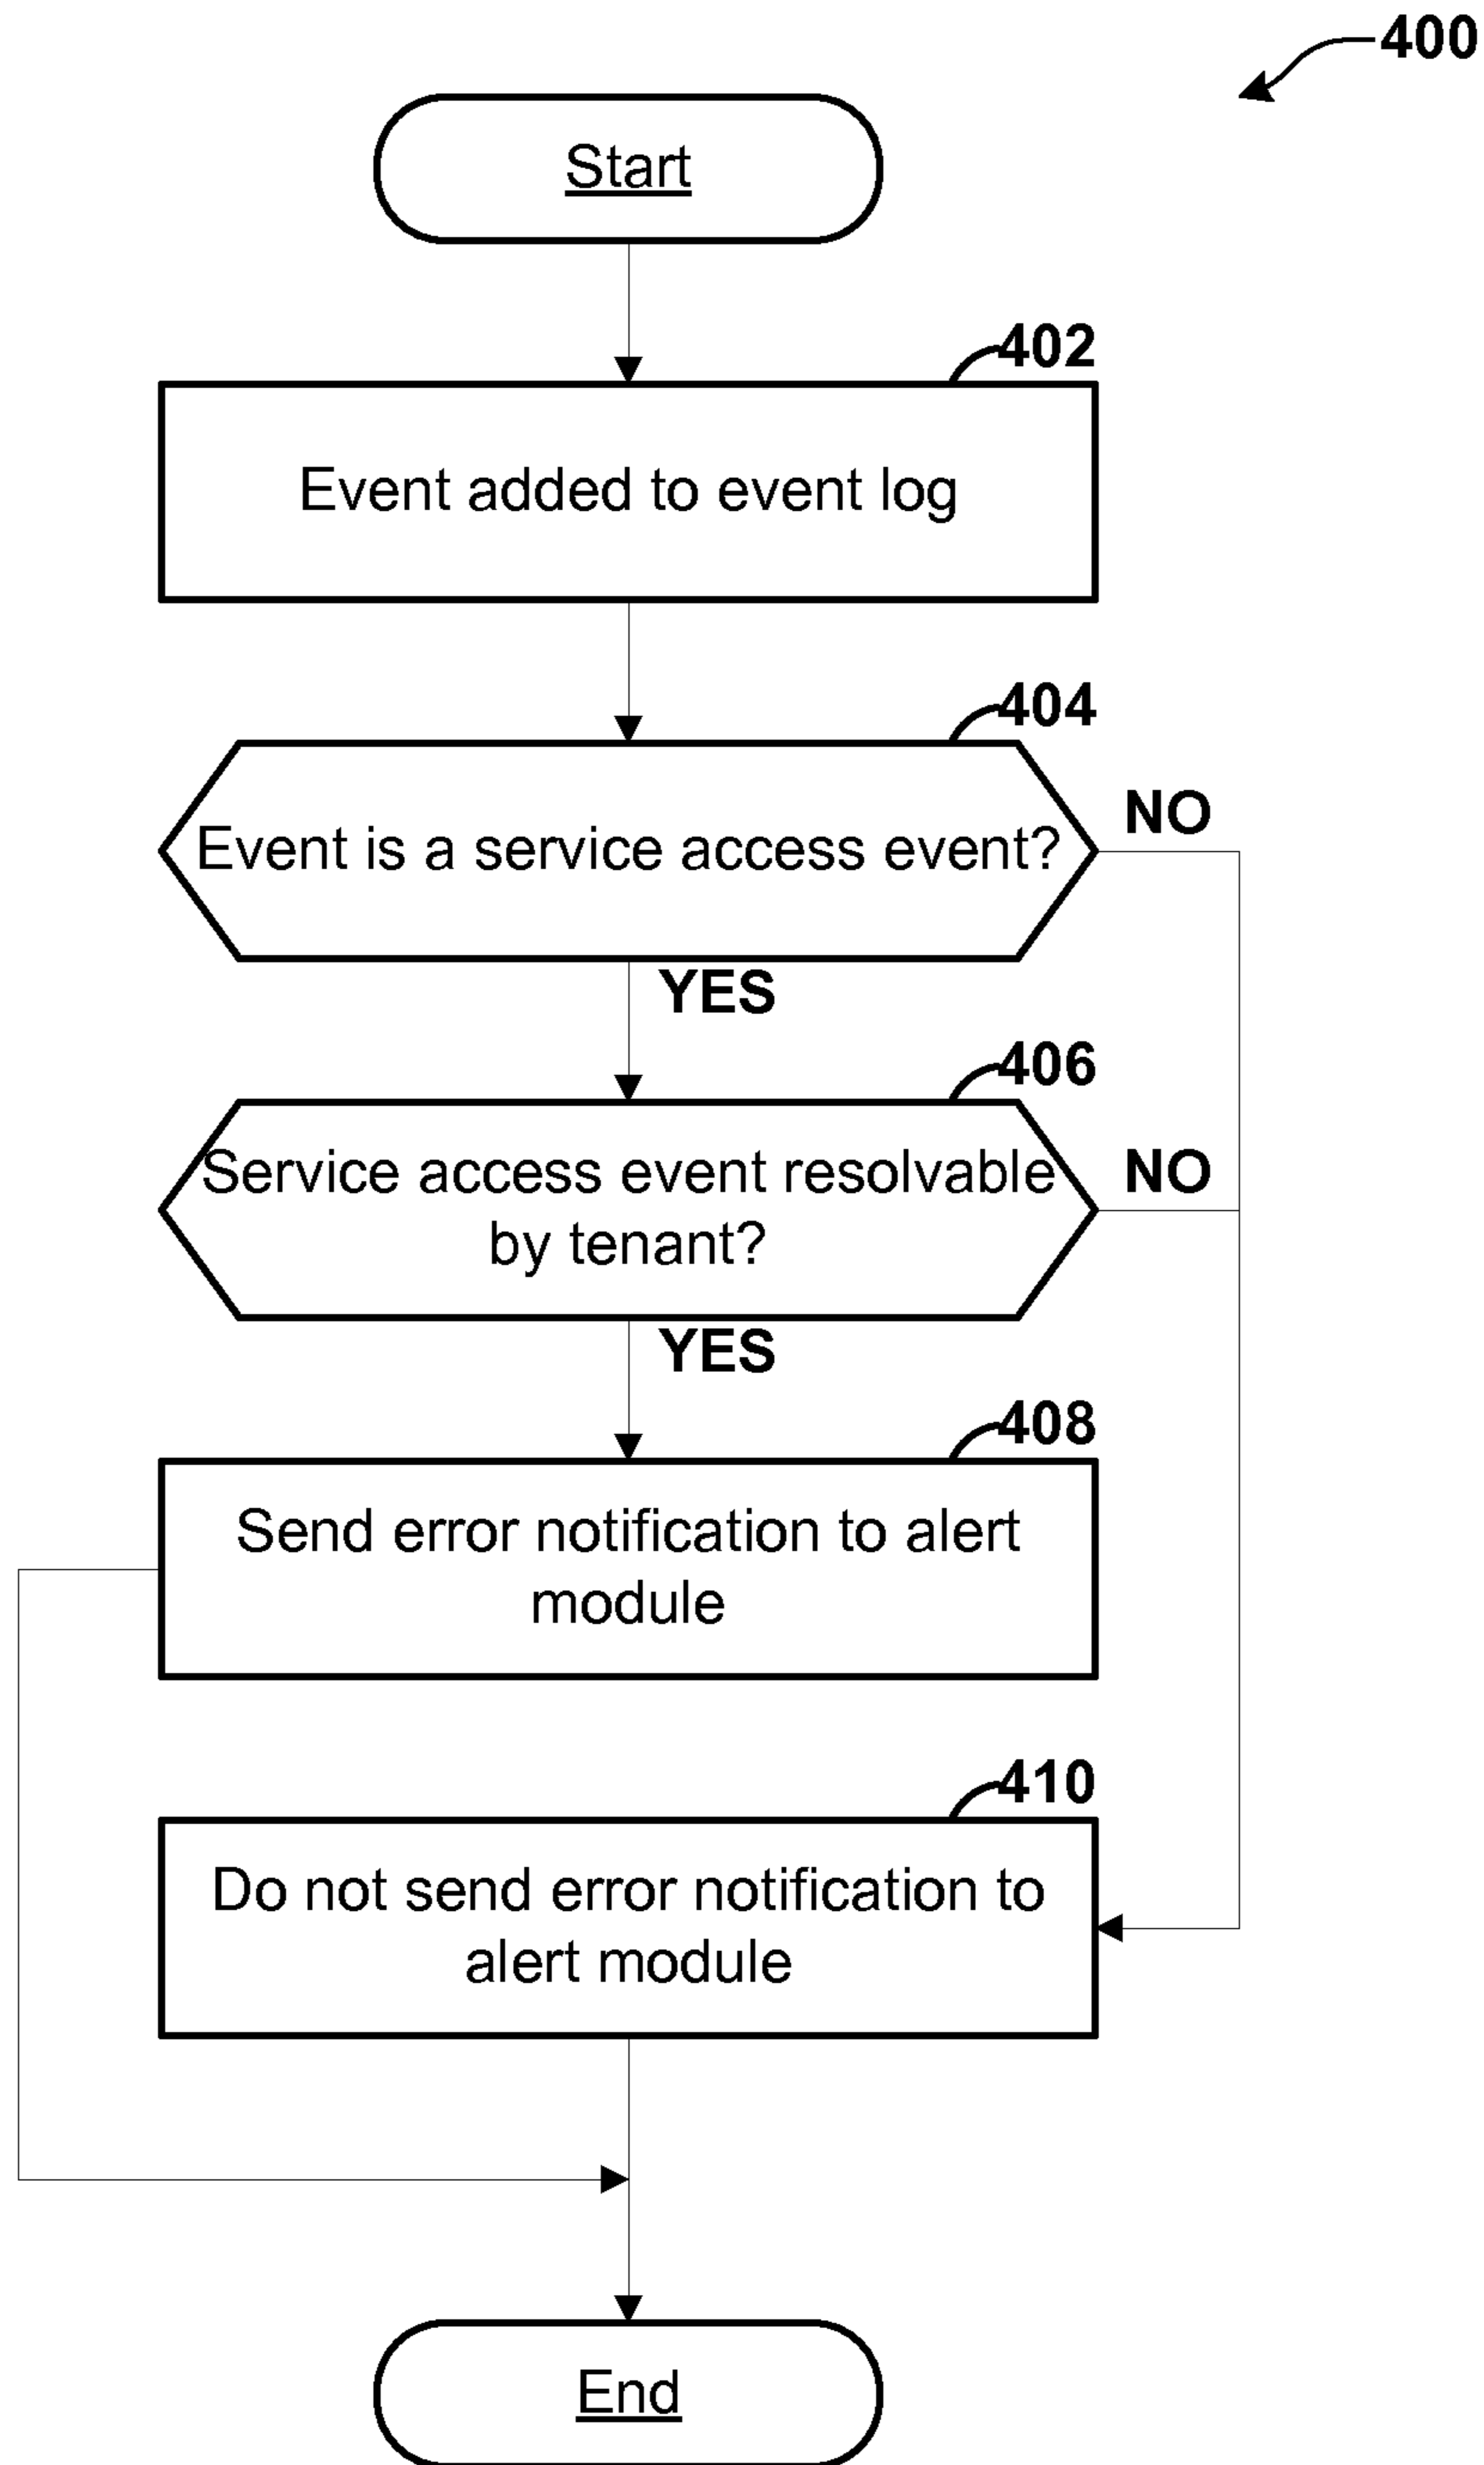 400
Start
402
Event added to event log
404
Event is a service access event?
NO
YES
406
Service access event resolvable
by tenant?
NO
YES
408
Send error notification to alert
module
410
Do not send error notification to
alert module
End